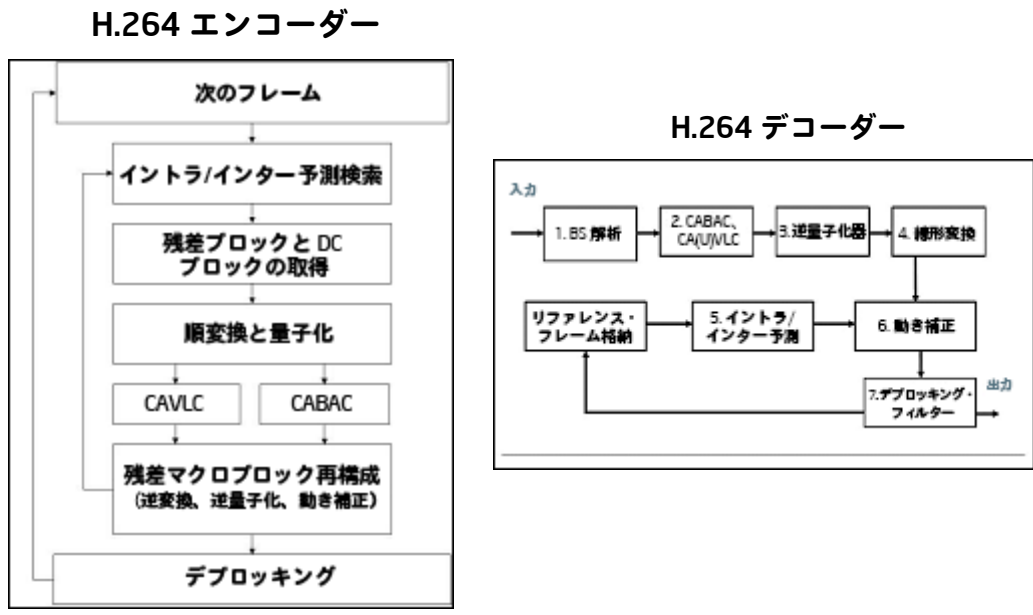 H.264 エンコーダー
次のフレーム
イントラ/インター予測検索
残差ブロックと DC
ブロックの取得
順変換と量子化
CAVLC
CABAC
残差マクロブロック再構成
(逆変換、逆量子化、動き補正)
デブロッキング
H.264 デコーダー
入力
1. BS 解析
2. CABAC、
CA(U)VLC
3.逆量子化器
4. 線形変換
リファレンス・
フレーム格納
5. イントラ/
インター予測
6. 動き補正
7.デブロッキング・
フィルター
出力